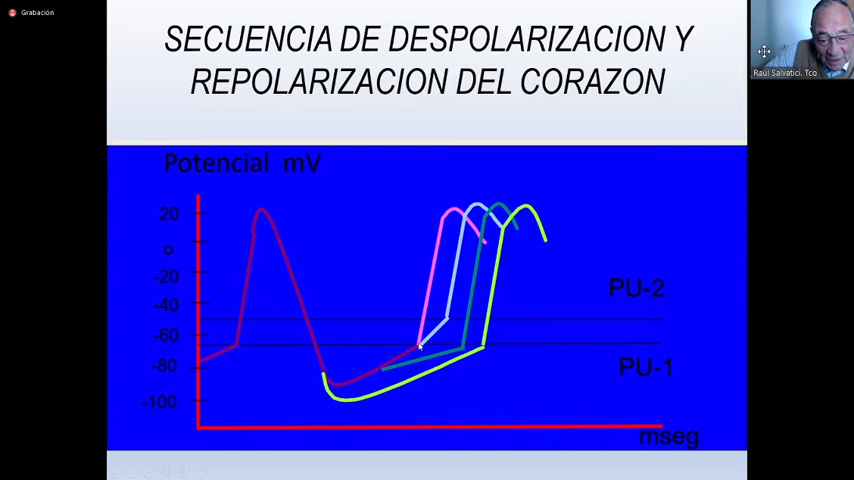 Grabación
SECUENCIA DE DESPOLARIZACION Y
REPOLARIZACION DEL CORAZON
Raul Salvatici. Tco
Potencial mV
20
o
-20
-40
-60
-80
-100
PU-2
PU-1
mseg